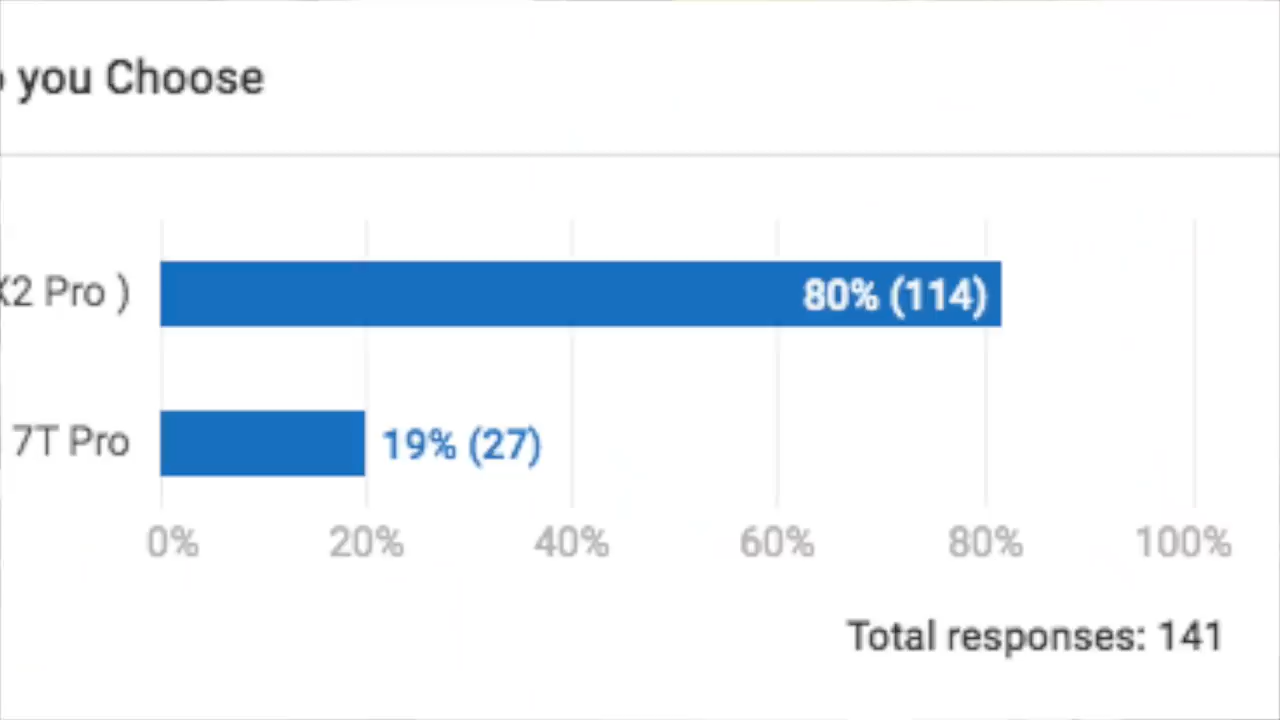 you Choose
X2 Pro )
80% (114)
7T Pro
19% (27)
0% 20% 40% 60% 80% 100%
Total responses: 141